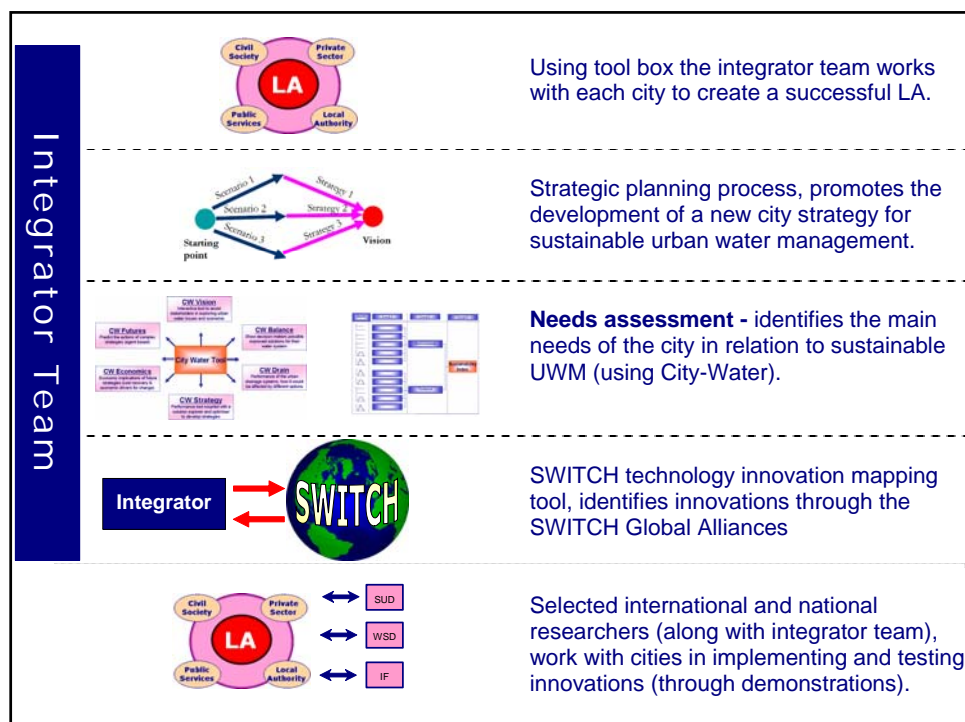 Integrator Team
Civil
Society
Private
Sector
LA
Public
Services
Local
Authority
Using tool box the integrator team works
with each city to create a successful LA.
Scenario 1
Scenario 2
Scenario 3
Strategy 1
Strategy 2
Strategy 3
Starting
point
Vision
Strategic planning process, promotes the
development of a new city strategy for
sustainable urban water management.
CW Vision
CW Futures
CW Balance
City Water Tool
CW Economics
CW Drain
CW Strategy
Needs assessment - identifies the main
needs of the city in relation to sustainable
UWM (using City-Water).
Integrator
SWITCH
SWITCH technology innovation mapping
tool, identifies innovations through the
SWITCH Global Alliances
Civil
Society
Private
Sector
LA
Public
Services
Local
Authority
SUD
WSD
IF
Selected international and national
researchers (along with integrator team),
work with cities in implementing and testing
innovations (through demonstrations).